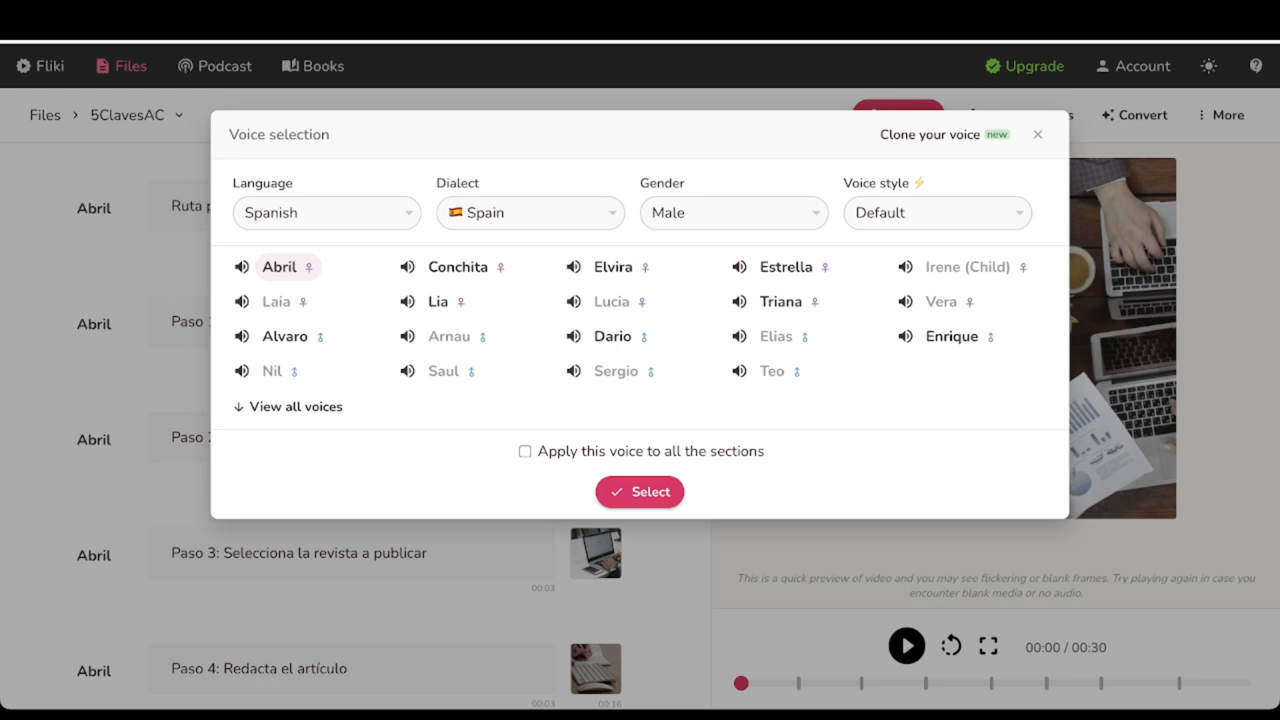 Fliki Files Podcast Books Upgrade Account
Files > 5ClavesAC Convert More
Voice selection Clone your voice new
Language Dialect Gender Voice style
Spanish Spain Male Default
Abril Conchita Elvira Estrella Irene (Child)
Laia Lia Lucia Triana Vera
Alvaro Arnau Dario Elias Enrique
Nil Saul Sergio Teo
View all voices
Apply this voice to all the sections
Select
Abril Ruta
Abril Paso
Abril Paso
Abril Paso 3: Selecciona la revista a publicar
00:03
Abril Paso 4: Redacta el artículo
00:03 00:16
This is a quick preview of video and you may see flickering or blank frames. Try playing again in case you
encounter blank media or no audio.
00:00 / 00:30